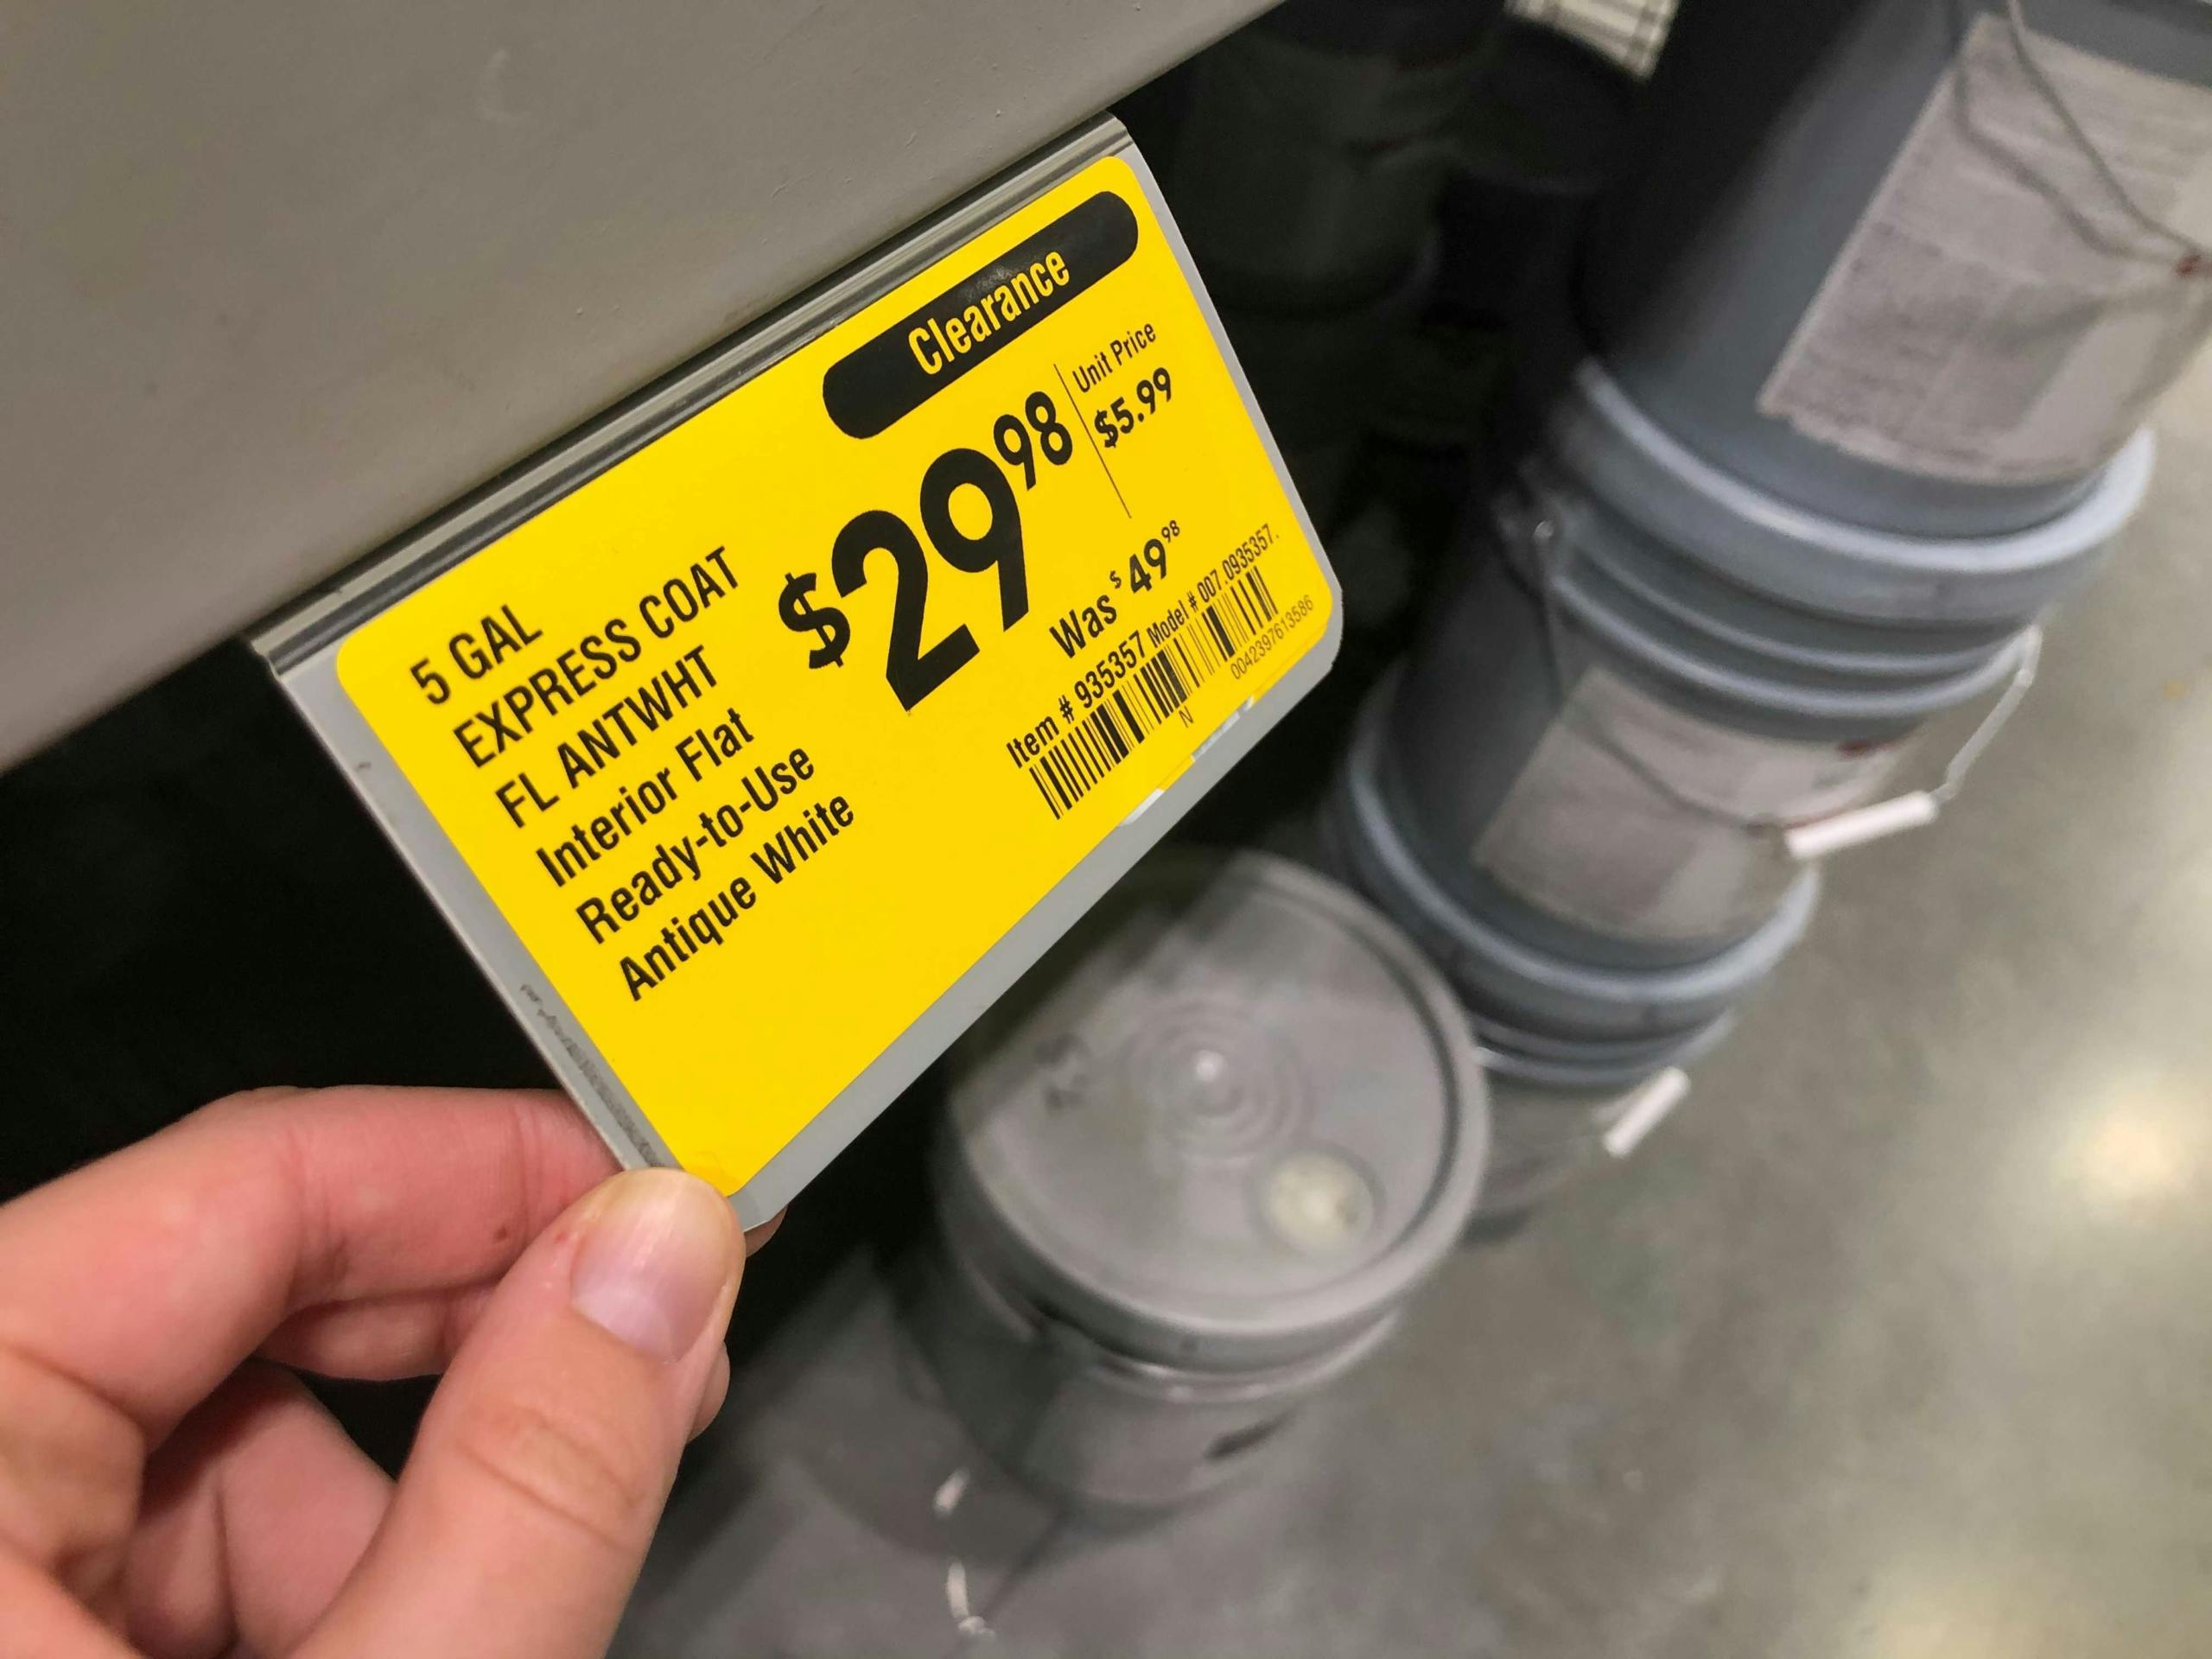 Clearance
5 GAL
EXPRESS COAT
FL ANTWHT
Interior Flat
Ready-to-Use
Antique White
$29 98
Unit Price
$5.99
Was $49 98
Item # 935357 Model # 007.0935357.
0042397613586
N